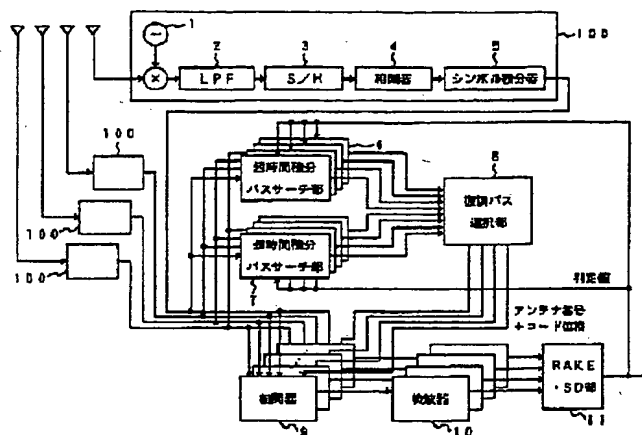 1
100
2
3
4
5
LPF
S/H
相関器
シンボル積分器
6
100
短時間積分
パスサーチ部
8
復調パス
選択部
100
長時間積分
パスサーチ部
100
7
判定値
アンテナ番号
+コード位相
相関器
検波器
RAKE
・SD部
9
10
11